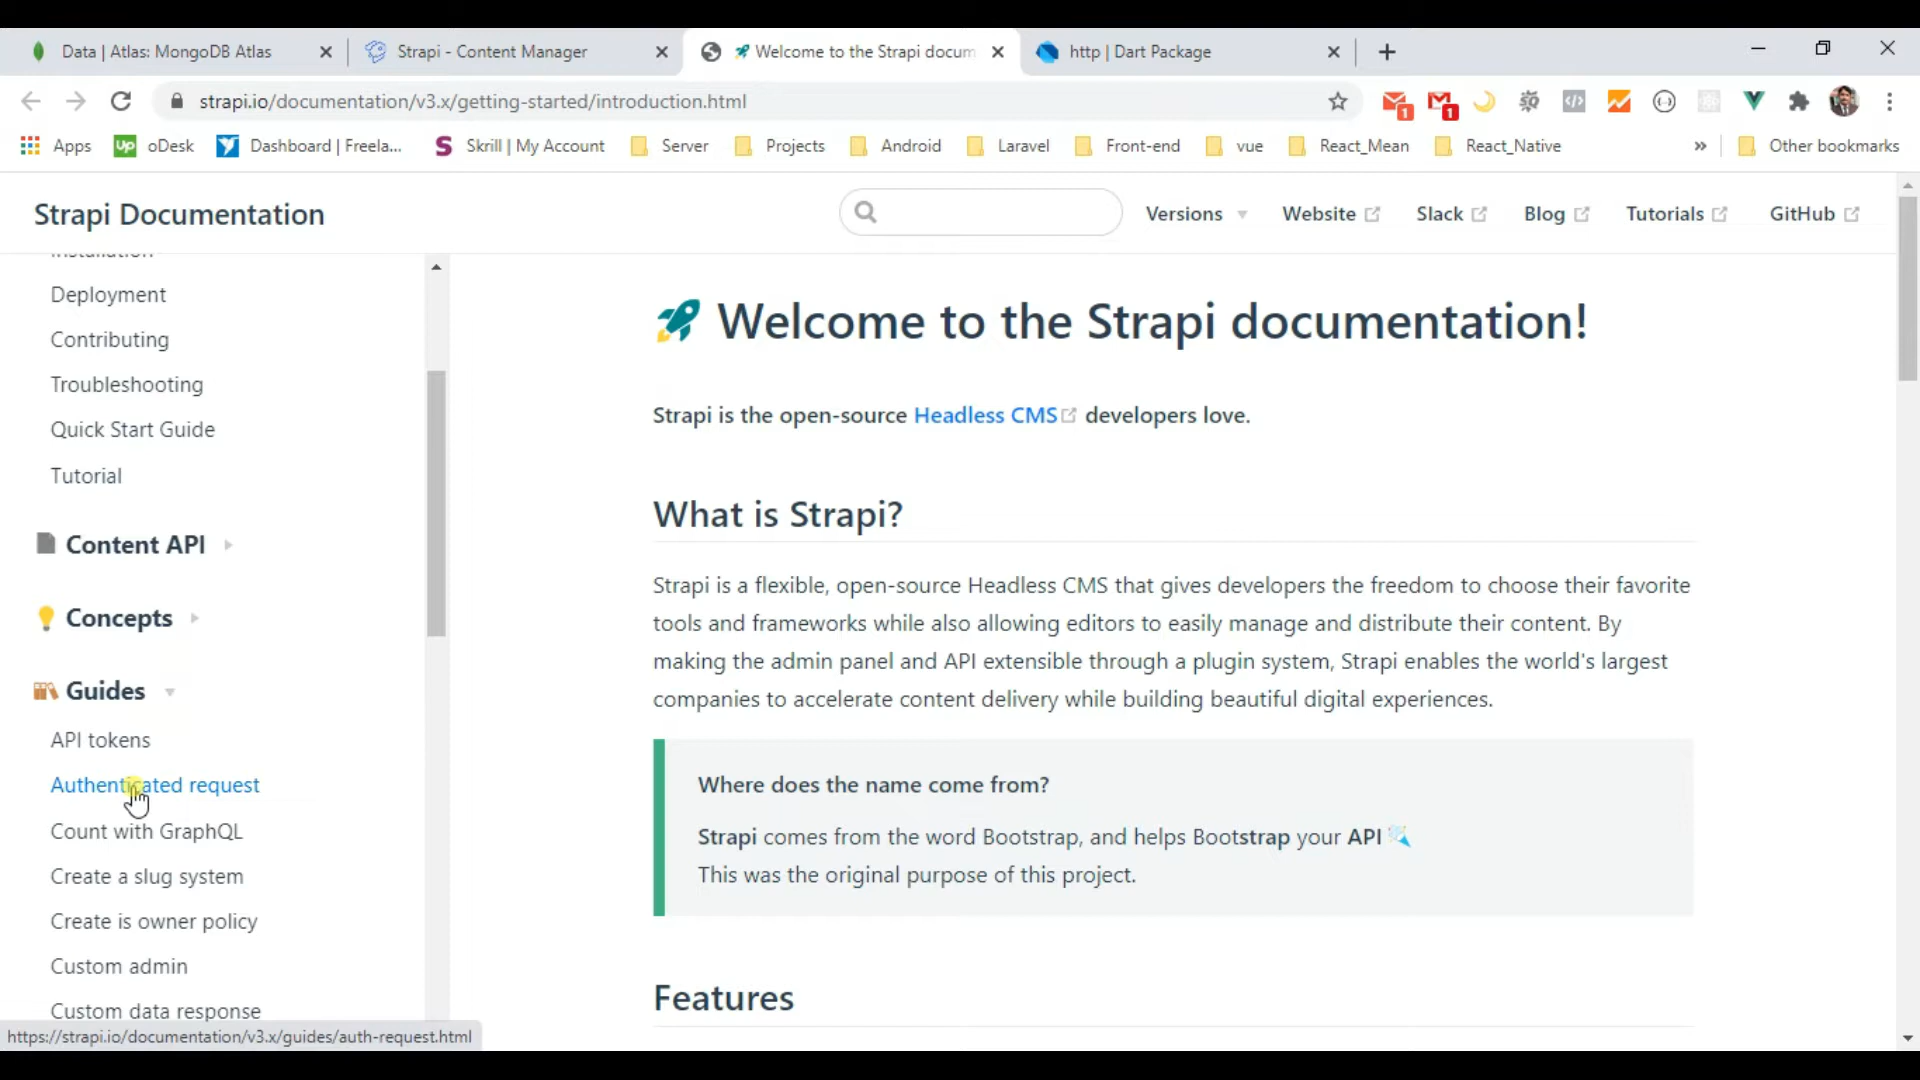 Data | Atlas: MongoDB Atlas
Strapi - Content Manager
Welcome to the Strapi docum
http | Dart Package
strapi.io/documentation/v3.x/getting-started/introduction.html
1
1
Apps
up oDesk
Dashboard | Freela...
S Skrill | My Account
Server
Projects
Android
Laravel
Front-end
vue
React_Mean
React_Native
»
Other bookmarks
Strapi Documentation
Versions
Website
Slack
Blog
Tutorials
GitHub
Installation
Deployment
Contributing
Troubleshooting
Quick Start Guide
Tutorial
Content API
Concepts
Guides
API tokens
Authenticated request
Count with GraphQL
Create a slug system
Create is owner policy
Custom admin
Custom data response
https://strapi.io/documentation/v3.x/guides/auth-request.html
Welcome to the Strapi documentation!
Strapi is the open-source Headless CMS developers love.
What is Strapi?
Strapi is a flexible, open-source Headless CMS that gives developers the freedom to choose their favorite
tools and frameworks while also allowing editors to easily manage and distribute their content. By
making the admin panel and API extensible through a plugin system, Strapi enables the world's largest
companies to accelerate content delivery while building beautiful digital experiences.
Where does the name come from?
Strapi comes from the word Bootstrap, and helps Bootstrap your API
This was the original purpose of this project.
Features